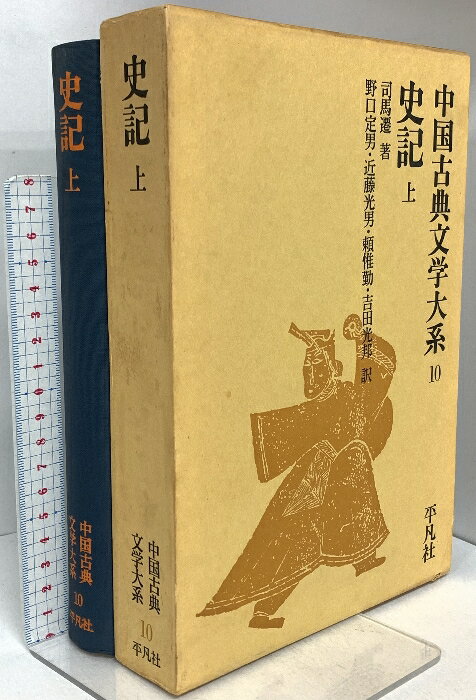 中国古典文学大系 10
史記 上
司馬遷 著
野口定男・近藤光男・頼惟勤・吉田光邦 訳
平凡社
史記 上
中国古典
文学大系
10
平凡社
史記 上
中国古典
文学大系
10
平凡社